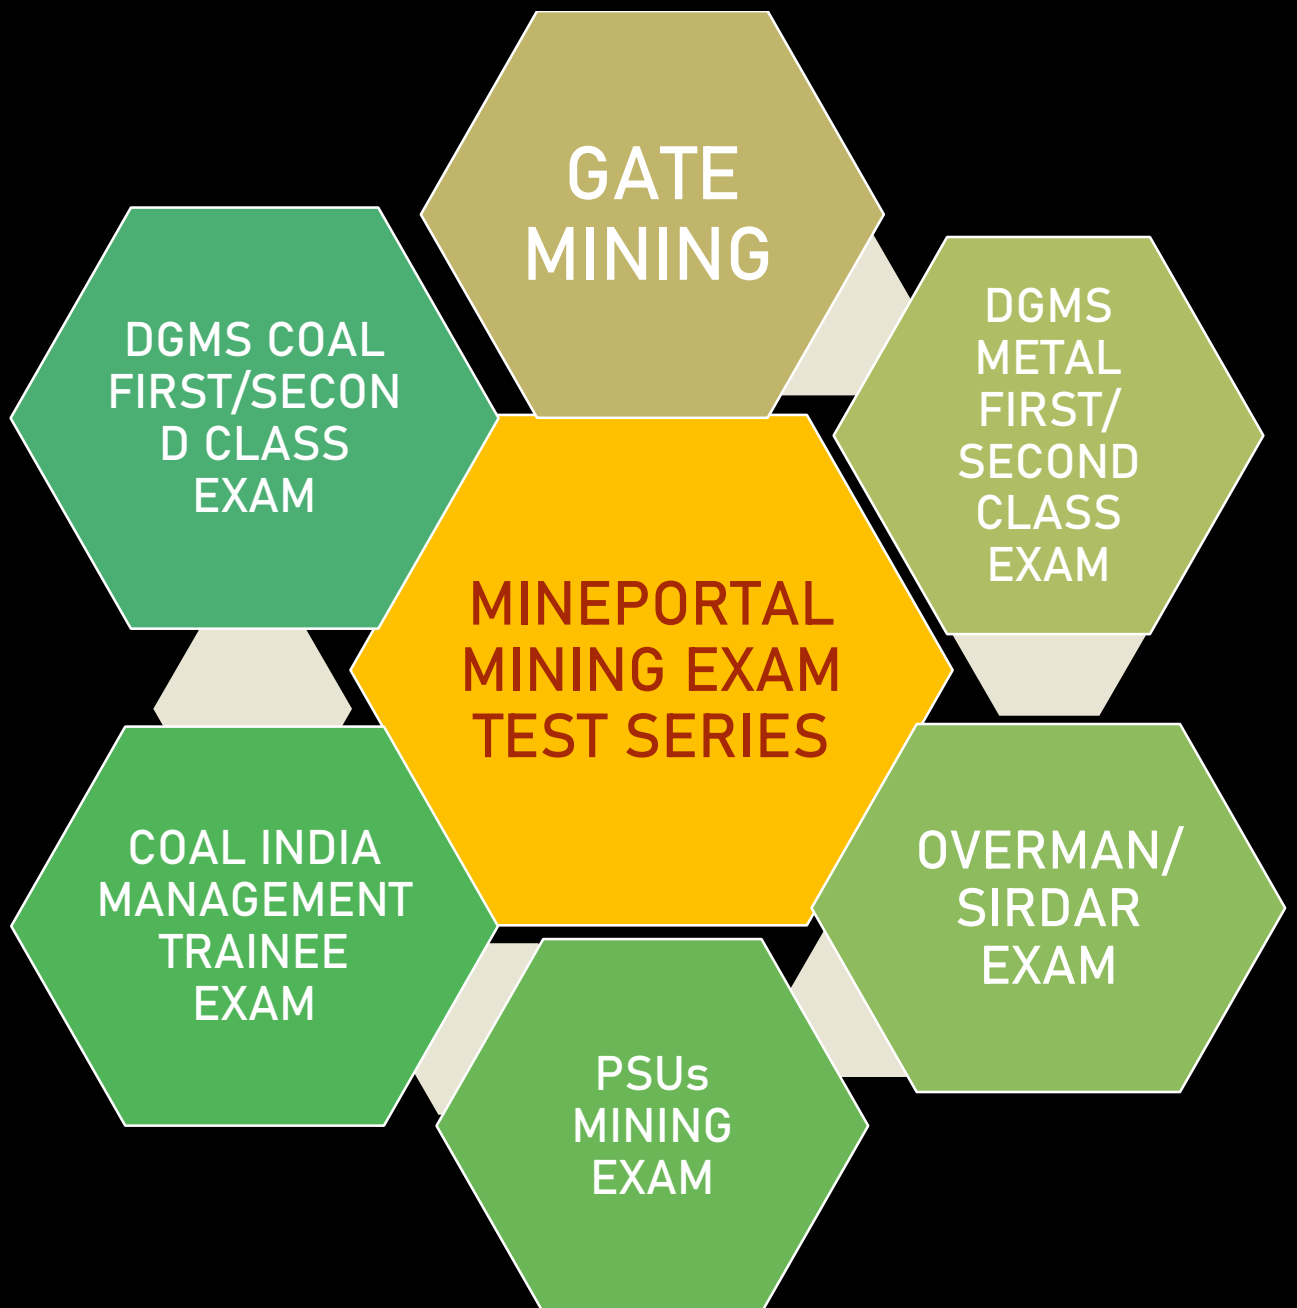 GATE
MINING
DGMS COAL
FIRST/SECON
D CLASS
EXAM
DGMS
METAL
FIRST/
SECOND
CLASS
EXAM
MINEPORTAL
MINING EXAM
TEST SERIES
COAL INDIA
MANAGEMENT
TRAINEE
EXAM
OVERMAN/
SIRDAR
EXAM
PSUs
MINING
EXAM